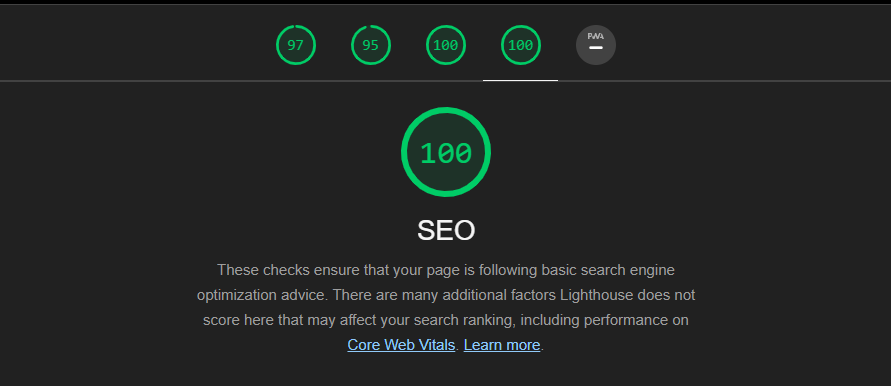 97 95 100 100 PWA
100
SEO
These checks ensure that your page is following basic search engine
optimization advice. There are many additional factors Lighthouse does not
score here that may affect your search ranking, including performance on
Core Web Vitals. Learn more.